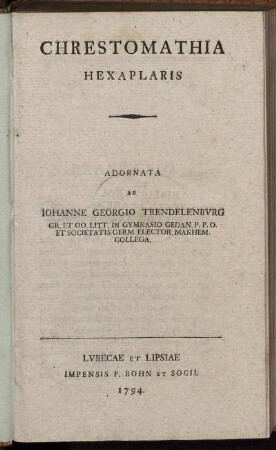 CHRESTOMATHIA
HEXAPLARIS
ADORNATA
AB
IOHANNE GEORGIO TRENDELENBVRG
GR. ET OO. LITT. IN GYMNASIO GEDAN. P. P. O.
ET SOCIETATIS GERM. ELECTOR. MANHEM.
COLLEGA.
LVBECAE ET LIPSIAE
IMPENSIS F. BOHN ET SOCII.
1794.